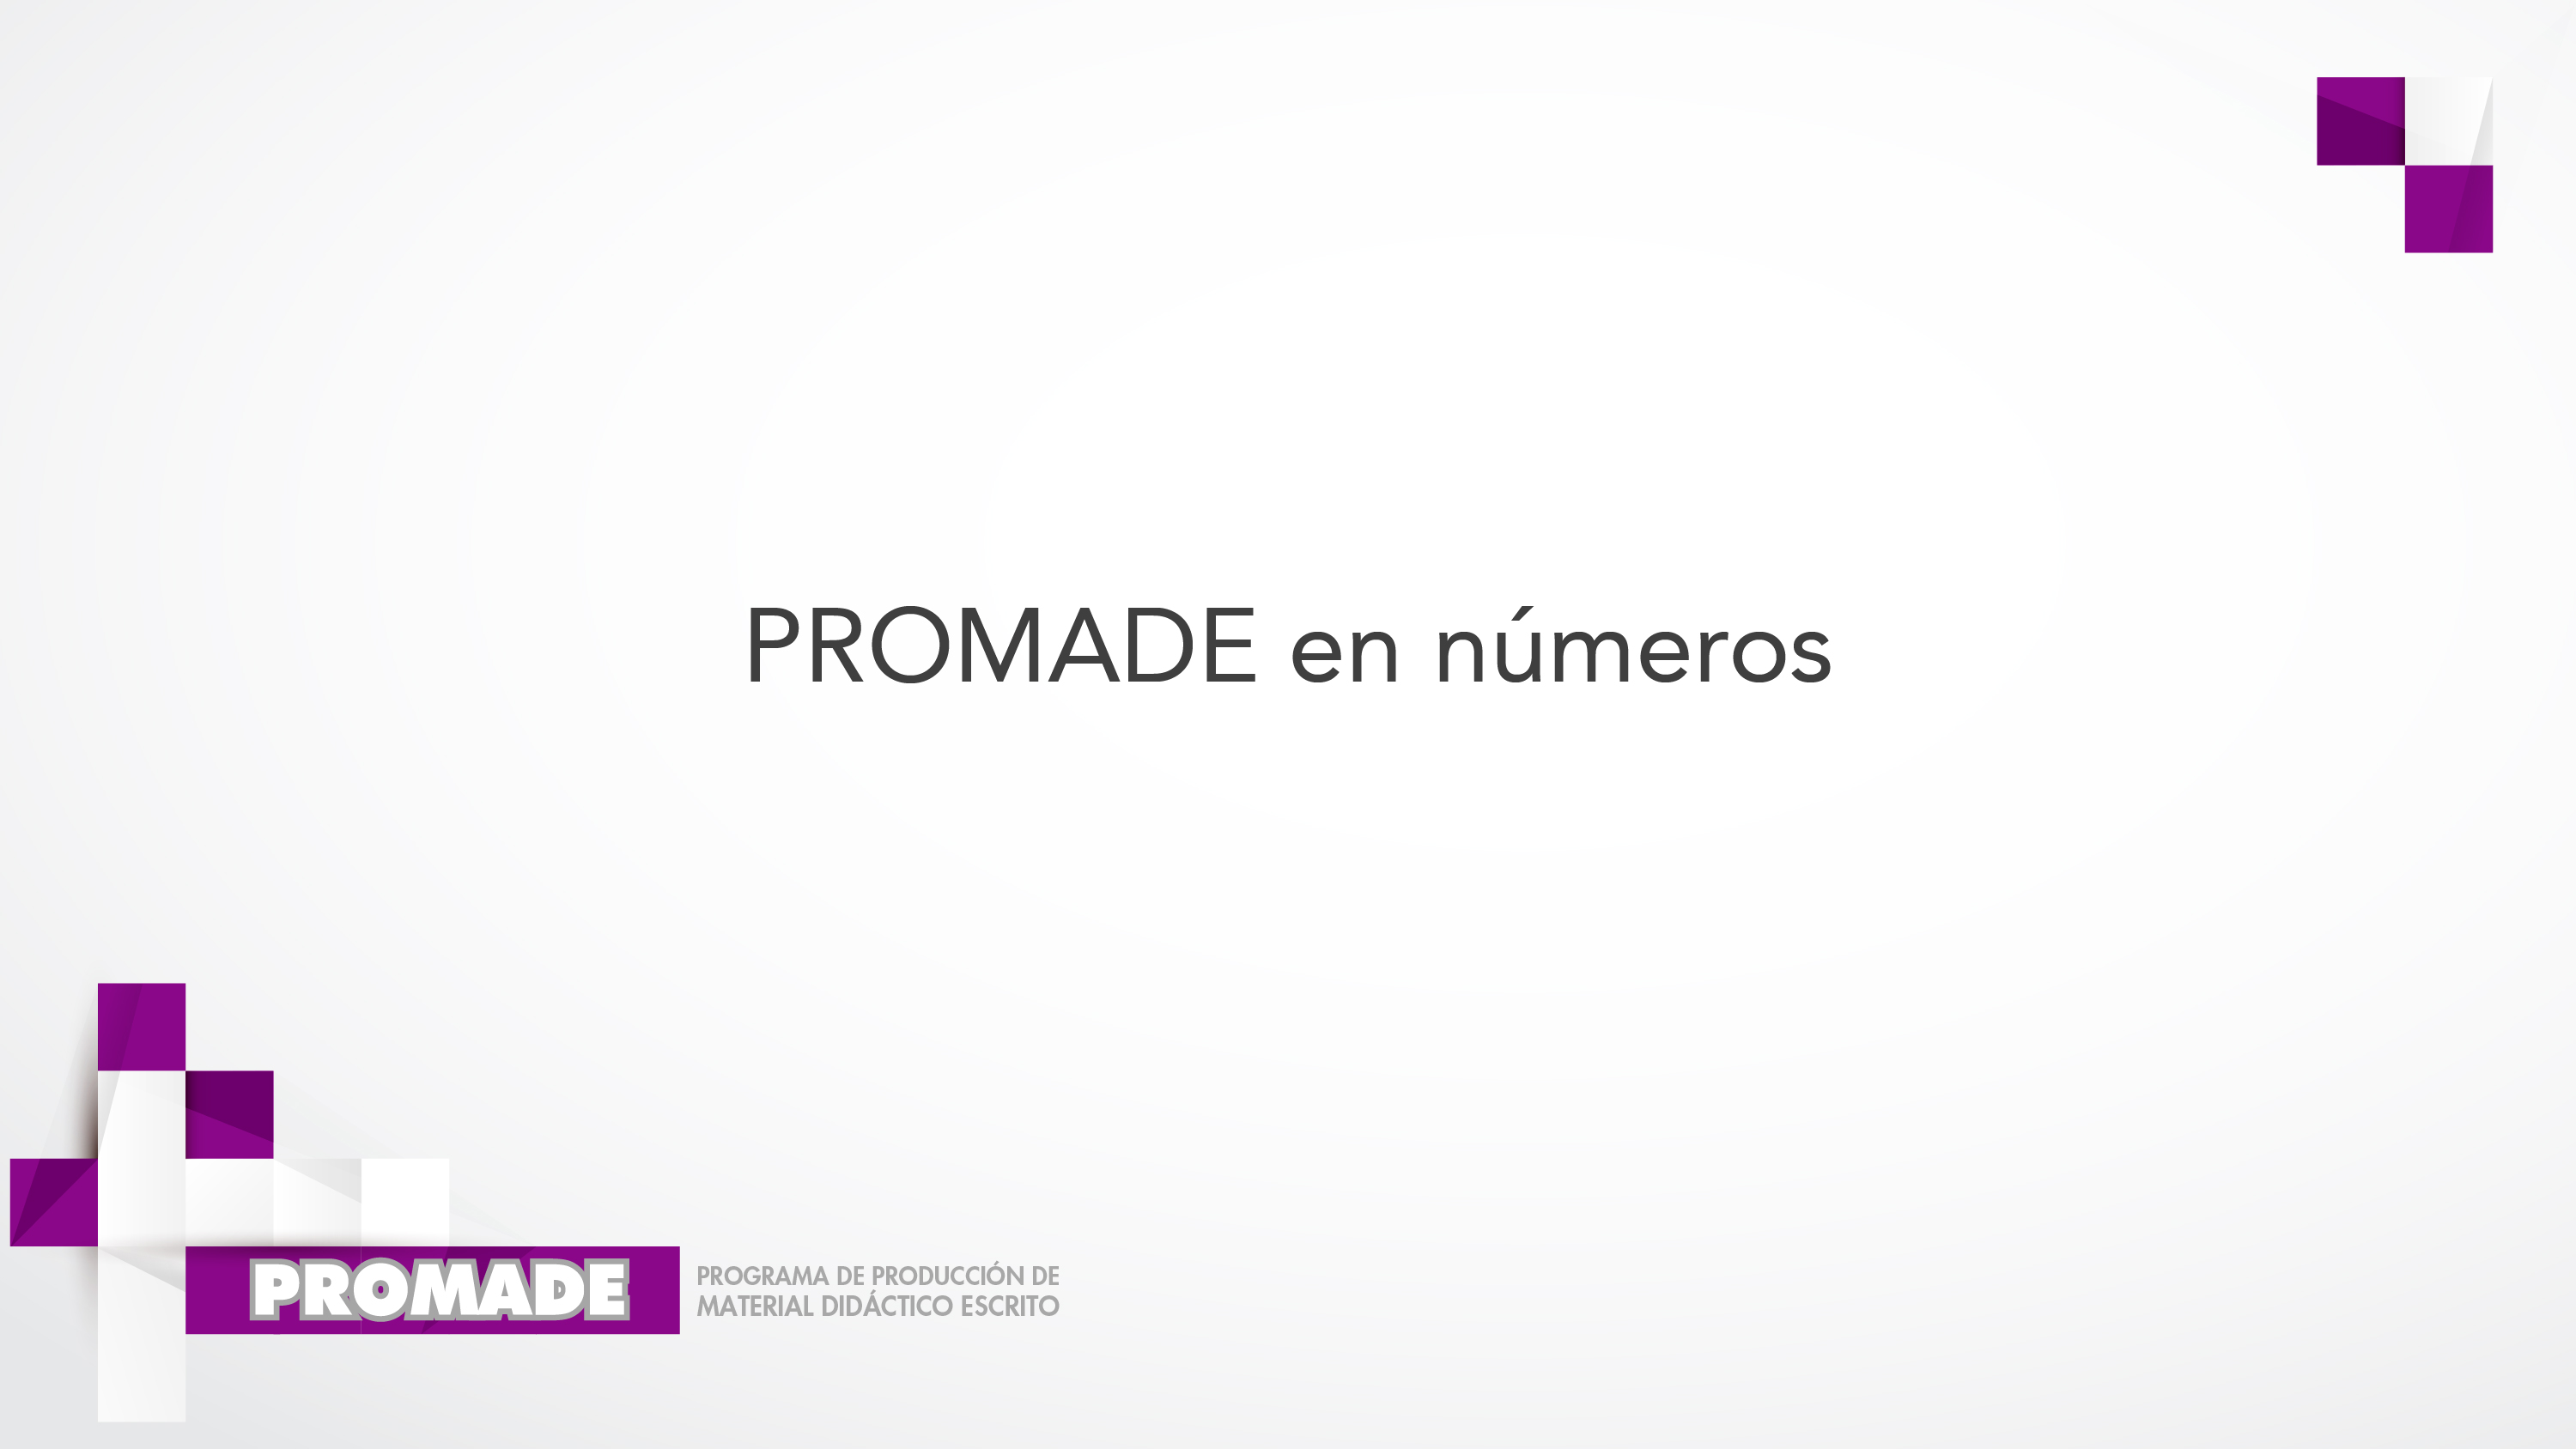 PROMADE en números
PROMADE
PROGRAMA DE PRODUCCIÓN DE
MATERIAL DIDÁCTICO ESCRITO